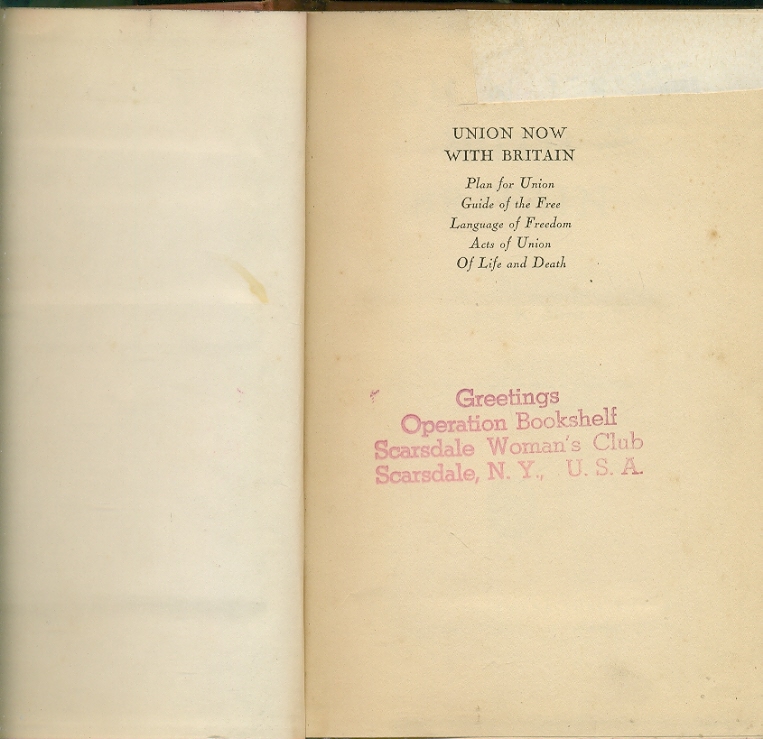 UNION NOW
WITH BRITAIN
Plan for Union
Guide of the Free
Language of Freedom
Acts of Union
Of Life and Death
Greetings
Operation Bookshelf
Scarsdale Woman's Club
Scarsdale, N. Y., U. S. A.